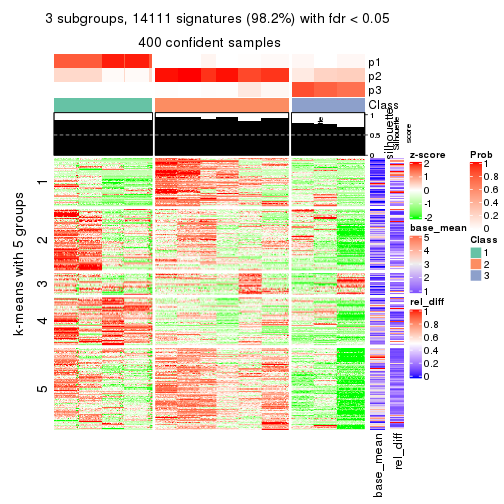 3 subgroups, 14111 signatures (98.2%) with fdr < 0.05
400 confident samples
p1
p2
p3
Class
1
0.5
0
silhouette
Silhouette
score
k-means with 5 groups
1
2
3
4
5
base_mean
rel_diff
z-score
2
1
0
-1
-2
base_mean
5
4
3
2
1
rel_diff
1
0.8
0.6
0.4
0.2
0
Prob
1
0.8
0.6
0.4
0.2
0
Class
1
2
3